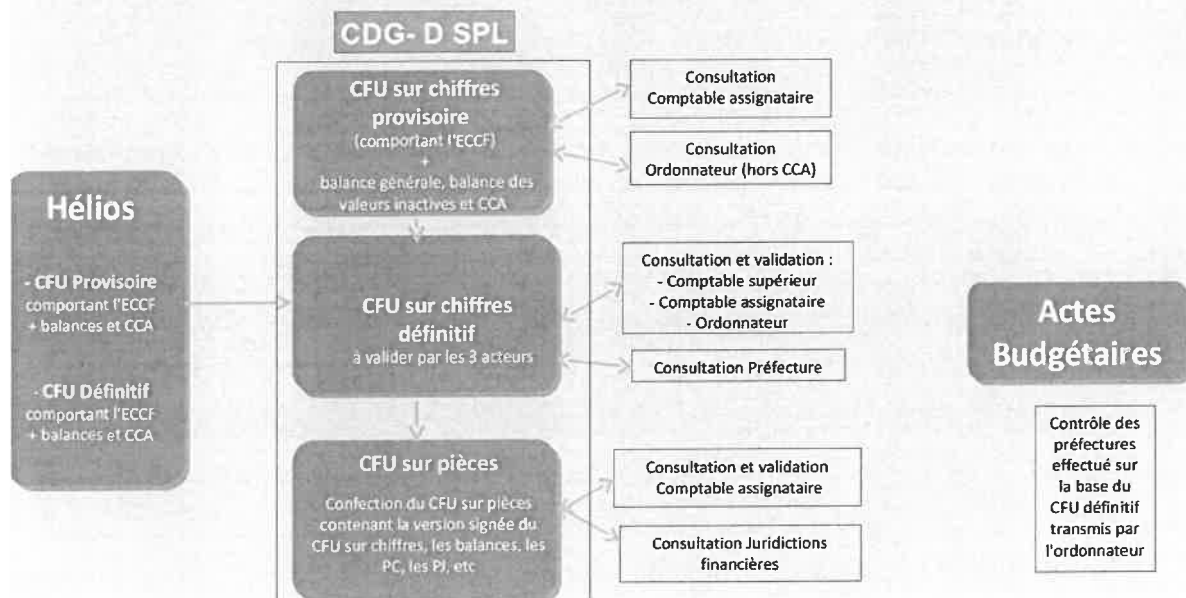 CDG- D SPL
Hélios
- CFU Provisoire
comportant l'ECCF
+ balances et CCA
- CFU Définitif
comportant l'ECCF
+ balances et CCA
CFU sur chiffres
provisoire
(comportant l'ECCF)
+
balance générale, balance des
valeurs inactives et CCA
CFU sur chiffres
définitif
à valider par les 3 acteurs
CFU sur pièces
Confection du CFU sur pièces
contenant la version signée du
CFU sur chiffres, les balances, les
PC, les PJ, etc
Consultation
Comptable assignataire
Consultation
Ordonnateur (hors CCA)
Consultation et validation :
- Comptable supérieur
- Comptable assignataire
- Ordonnateur
Consultation Préfecture
Consultation et validation
Comptable assignataire
Consultation Juridictions
financières
Actes
Budgétaires
Contrôle des
préfectures
effectué sur
la base du
CFU définitif
transmis par
l'ordonnateur